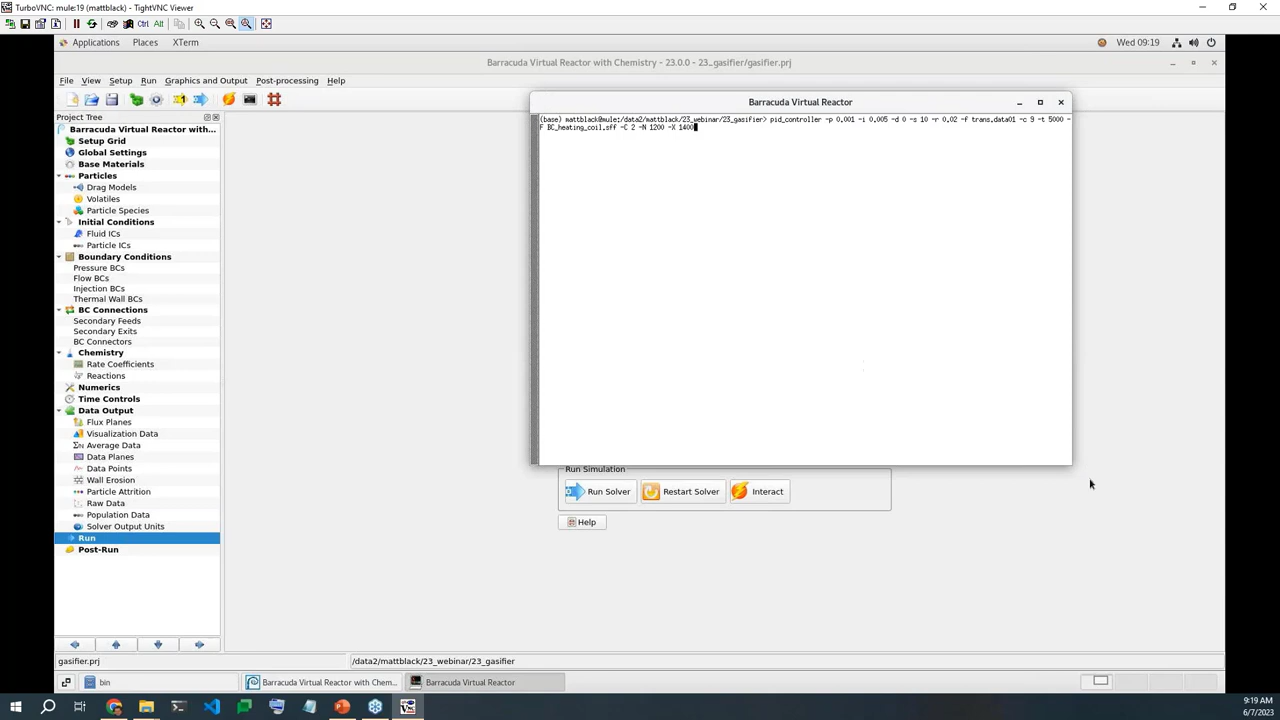 TurboVNC: mule:19 (mattblack) - TightVNC Viewer
Ctrl Alt
Applications Places XTerm
Wed 09:19
Barracuda Virtual Reactor with Chemistry - 23.0.0 - 23_gasifier/gasifier.prj
File View Setup Run Graphics and Output Post-processing Help
Project Tree
Barracuda Virtual Reactor wit...
Setup Grid
Global Settings
Base Materials
Particles
Drag Models
Volatiles
Particle Species
Initial Conditions
Fluid ICs
Particle ICs
Boundary Conditions
Pressure BCs
Flow BCs
Injection BCs
Thermal Wall BCs
BC Connections
Secondary Feeds
Secondary Exits
BC Connectors
Chemistry
Rate Coefficients
Reactions
Numerics
Time Controls
Data Output
Flux Planes
Visualization Data
Average Data
Data Planes
Data Points
Wall Erosion
Particle Attrition
Raw Data
Population Data
Solver Output Units
Run
Post-Run
Barracuda Virtual Reactor
(base) mattblack@mule:/data2/mattblack/23_webinar/23_gasifier> pid_controller -p 0.001 -i 0.005 -d 0 -s 10 -r 0.02 -f trans.data01 -c 9 -t 5000 -
F BC_heating_coil.sff -C 2 -N 1200 -X 1400
Run Simulation
Run Solver Restart Solver Interact
Help
gasifier.prj /data2/mattblack/23_webinar/23_gasifier
bin Barracuda Virtual Reactor with Chem... Barracuda Virtual Reactor
9:19 AM
6/7/2023